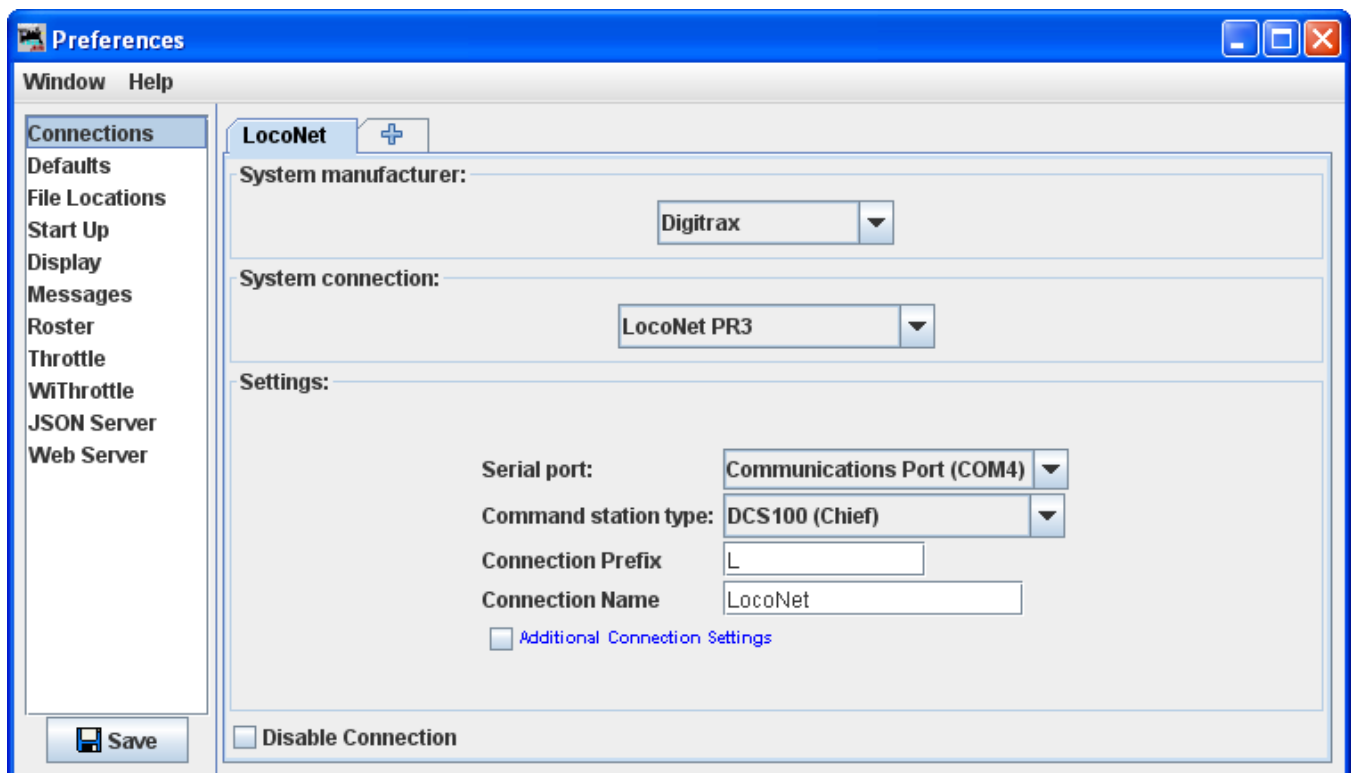 Preferences
Window Help
Connections
Defaults
File Locations
Start Up
Display
Messages
Roster
Throttle
WiThrottle
JSON Server
Web Server
Save
LocoNet
System manufacturer:
Digitrax
System connection:
LocoNet PR3
Settings:
Serial port: Communications Port (COM4)
Command station type: DCS100 (Chief)
Connection Prefix L
Connection Name LocoNet
Additional Connection Settings
Disable Connection